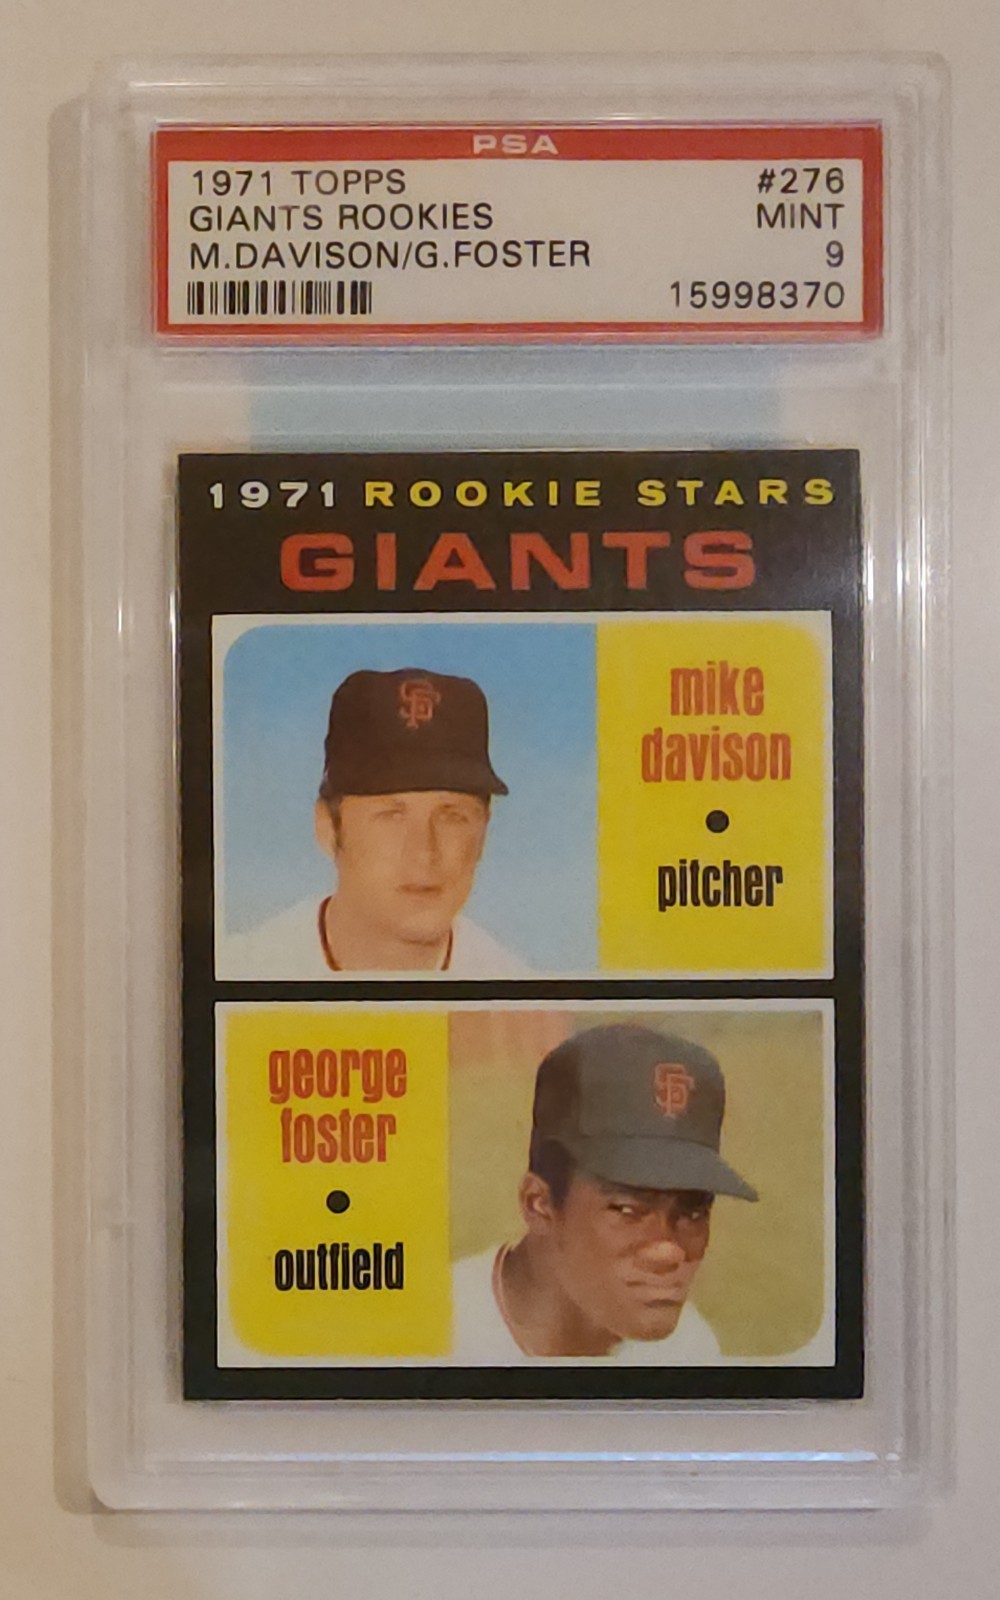 PSA
1971 TOPPS #276
GIANTS ROOKIES MINT
M.DAVISON/G.FOSTER 9
15998370
1971 ROOKIE STARS
GIANTS
SF
mike
davison
•
pitcher
george
foster
•
outfield
SF